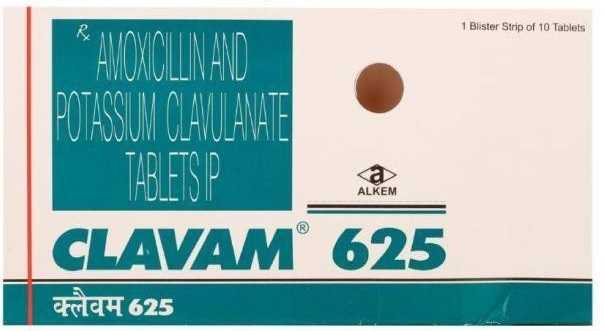 Rx AMOXICILLIN AND
POTASSIUM CLAVULANATE
TABLETS IP
1 Blister Strip of 10 Tablets
a
ALKEM
CLAVAM® 625
क्लैवम 625